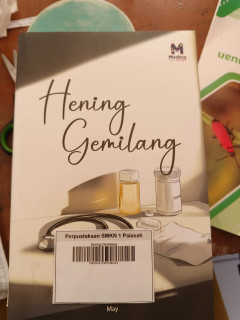 Hening
Gemilang
Perpustakaan SMKN 1 Palasah
May